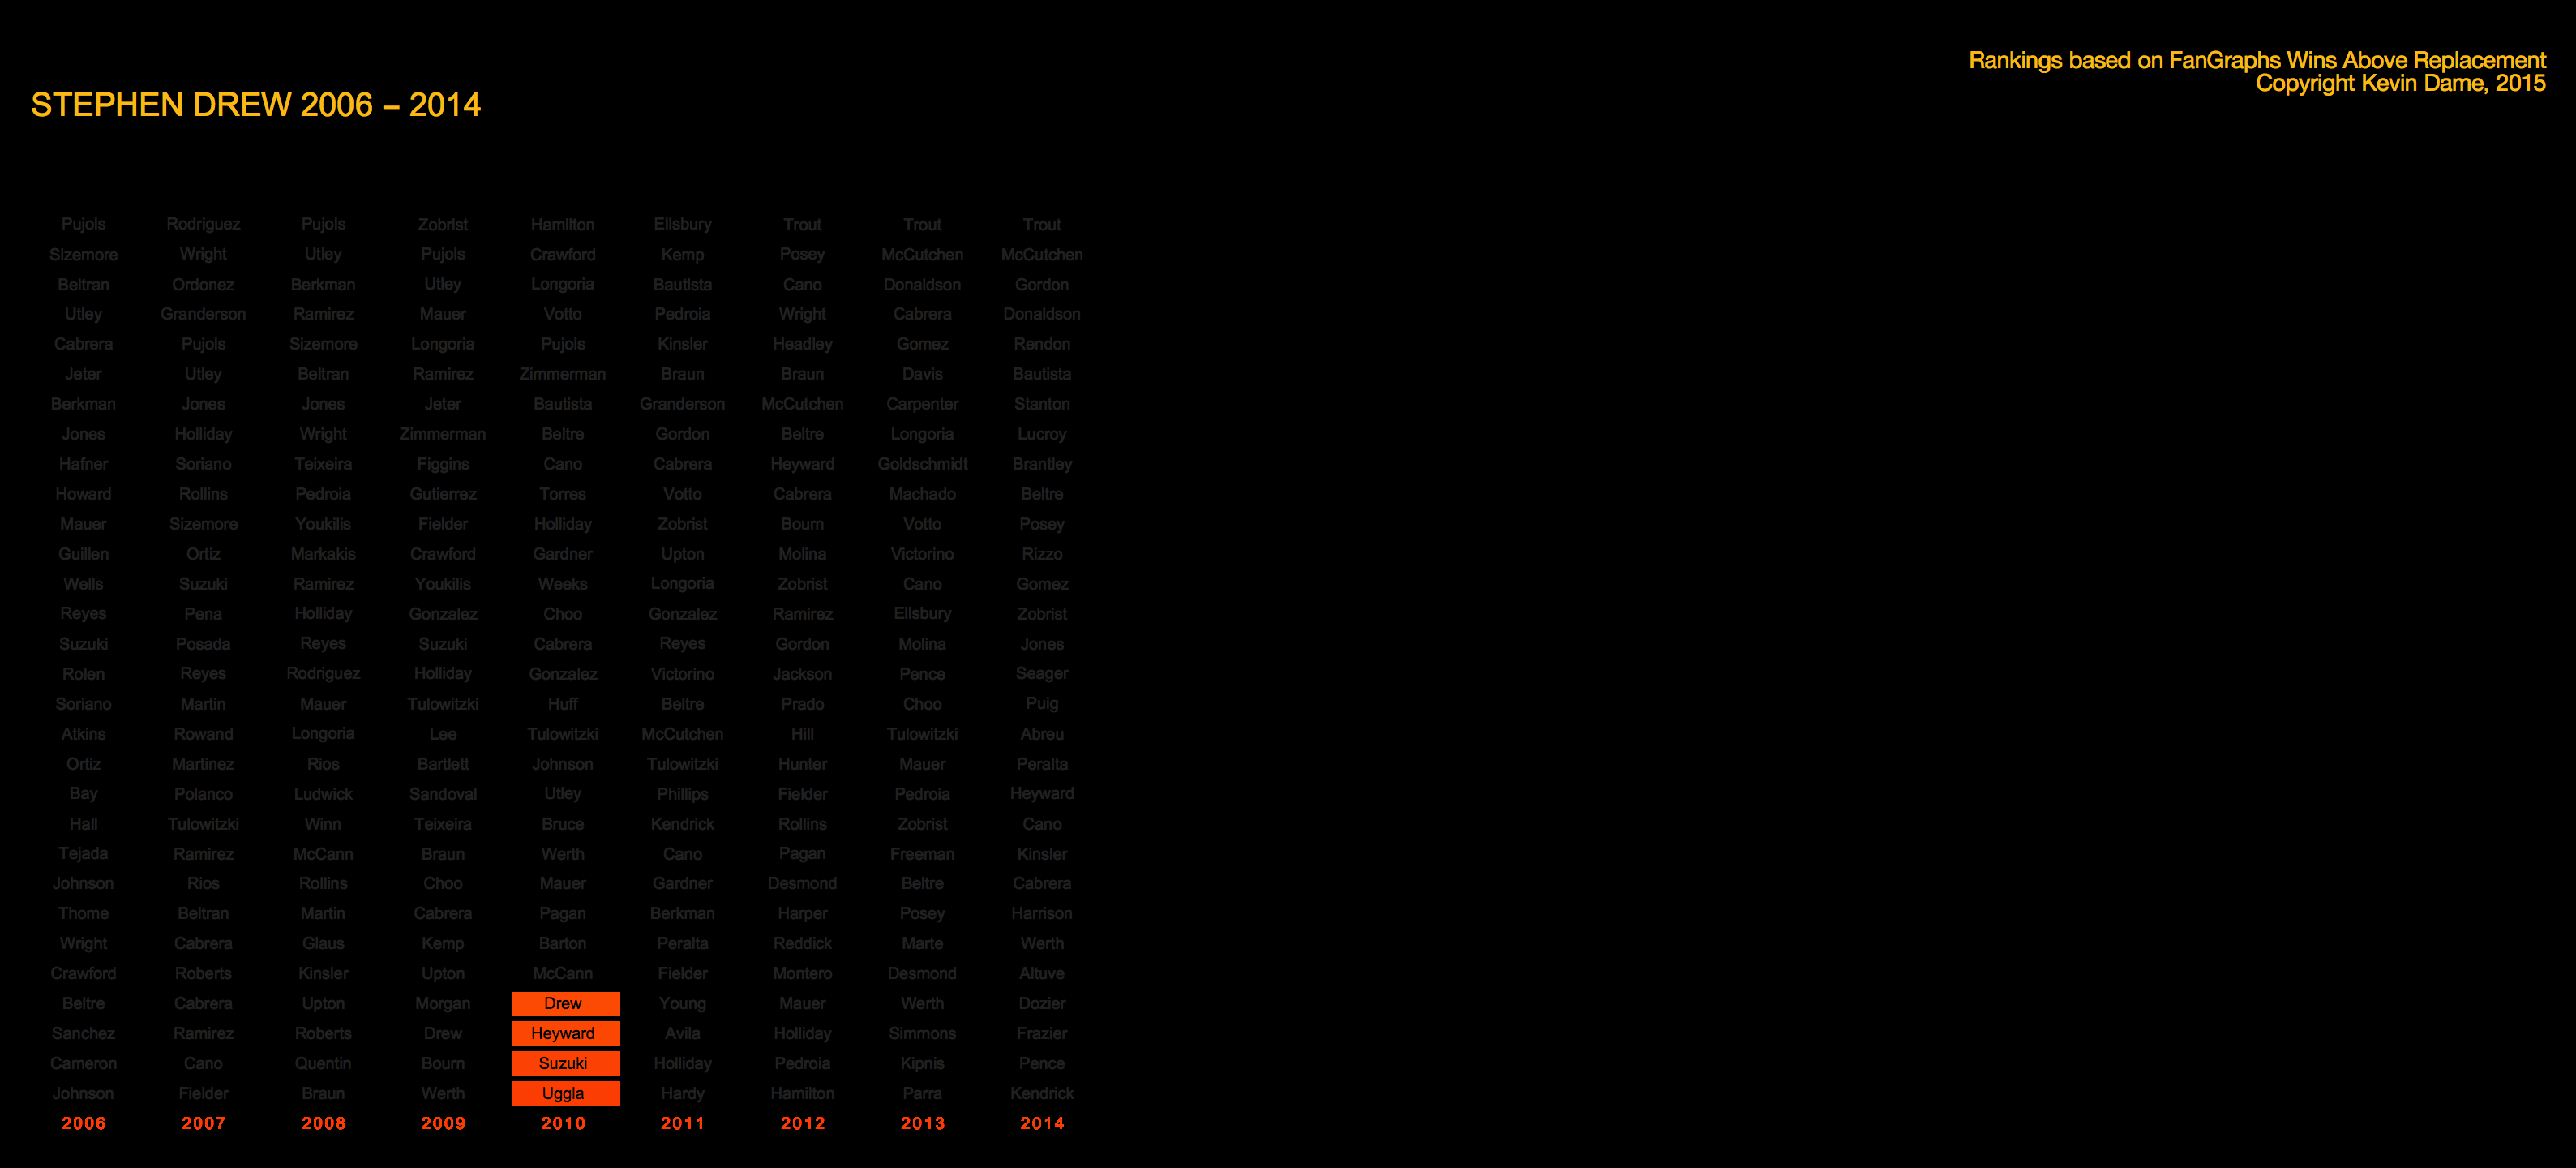 Rankings based on FanGraphs Wins Above Replacement
Copyright Kevin Dame, 2015
STEPHEN DREW 2006 – 2014
Pujols Rodriguez Pujols Zobrist Hamilton Ellsbury Trout Trout Trout
Sizemore Wright Utley Pujols Crawford Kemp Posey McCutchen McCutchen
Beltran Ordonez Berkman Utley Longoria Bautista Cano Donaldson Gordon
Utley Granderson Ramirez Mauer Votto Pedroia Wright Cabrera Donaldson
Cabrera Pujols Sizemore Longoria Pujols Kinsler Headley Gomez Rendon
Jeter Utley Beltran Ramirez Zimmerman Braun Braun Davis Bautista
Berkman Jones Jones Jeter Bautista Granderson McCutchen Carpenter Stanton
Jones Holliday Wright Zimmerman Beltre Gordon Beltre Longoria Lucroy
Hafner Soriano Teixeira Figgins Cano Cabrera Heyward Goldschmidt Brantley
Howard Rollins Pedroia Gutierrez Torres Votto Cabrera Machado Beltre
Mauer Sizemore Youkilis Fielder Holliday Zobrist Bourn Votto Posey
Guillen Ortiz Markakis Crawford Gardner Upton Molina Victorino Rizzo
Wells Suzuki Ramirez Youkilis Weeks Longoria Zobrist Cano Gomez
Reyes Pena Holliday Gonzalez Choo Gonzalez Ramirez Ellsbury Zobrist
Suzuki Posada Reyes Suzuki Cabrera Reyes Gordon Molina Jones
Rolen Reyes Rodriguez Holliday Gonzalez Victorino Jackson Pence Seager
Soriano Martin Mauer Tulowitzki Huff Beltre Prado Choo Puig
Atkins Rowand Longoria Lee Tulowitzki McCutchen Hill Tulowitzki Abreu
Ortiz Martinez Rios Bartlett Johnson Tulowitzki Hunter Mauer Peralta
Bay Polanco Ludwick Sandoval Utley Phillips Fielder Pedroia Heyward
Hall Tulowitzki Winn Teixeira Bruce Kendrick Rollins Zobrist Cano
Tejada Ramirez McCann Braun Werth Cano Pagan Freeman Kinsler
Johnson Rios Rollins Choo Mauer Gardner Desmond Beltre Cabrera
Thome Beltran Martin Cabrera Pagan Berkman Harper Posey Harrison
Wright Cabrera Glaus Kemp Barton Peralta Reddick Marte Werth
Crawford Roberts Kinsler Upton McCann Fielder Montero Desmond Altuve
Beltre Cabrera Upton Morgan Drew Young Mauer Werth Dozier
Sanchez Ramirez Roberts Drew Heyward Avila Holliday Simmons Frazier
Cameron Cano Quentin Bourn Suzuki Holliday Pedroia Kipnis Pence
Johnson Fielder Braun Werth Uggla Hardy Hamilton Parra Kendrick
2006 2007 2008 2009 2010 2011 2012 2013 2014